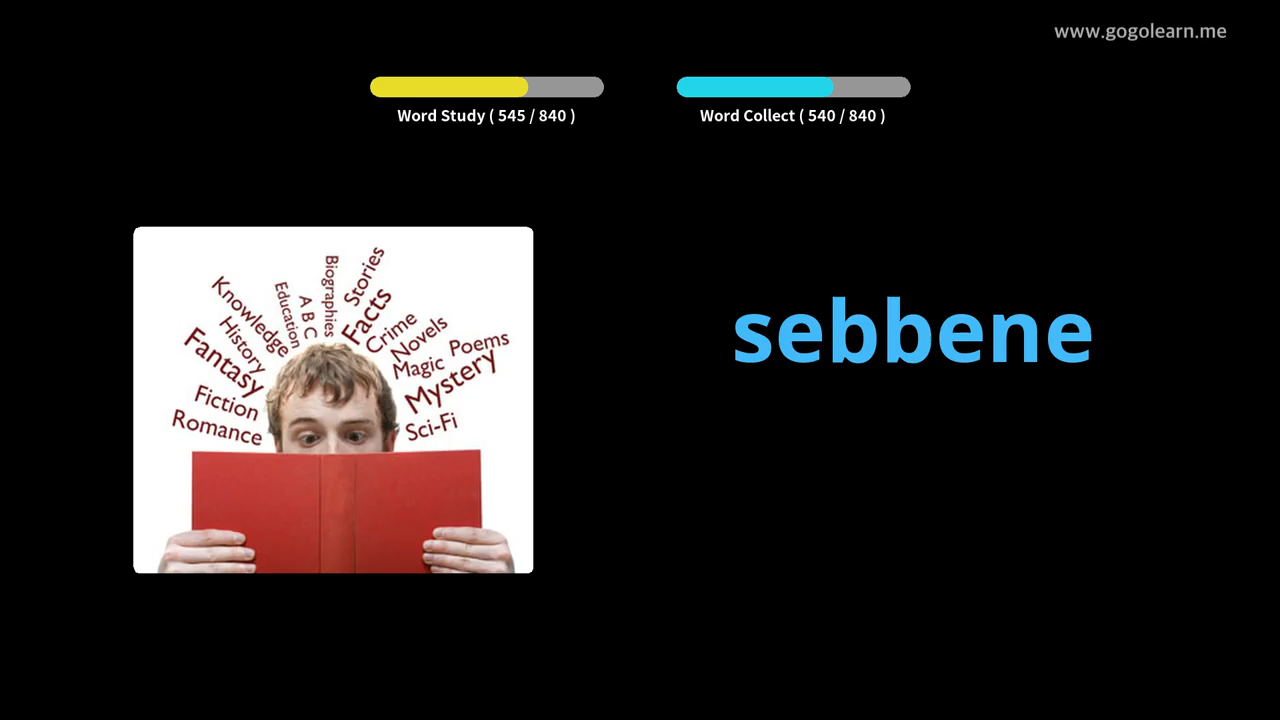 www.gogolearn.me
Word Study ( 545 / 840 )
Word Collect ( 540 / 840 )
Knowledge
Education
A B C
Biographies
Stories
Facts
Crime
Novels
Poems
Magic
Mystery
Sci-Fi
History
Fantasy
Fiction
Romance
sebbene